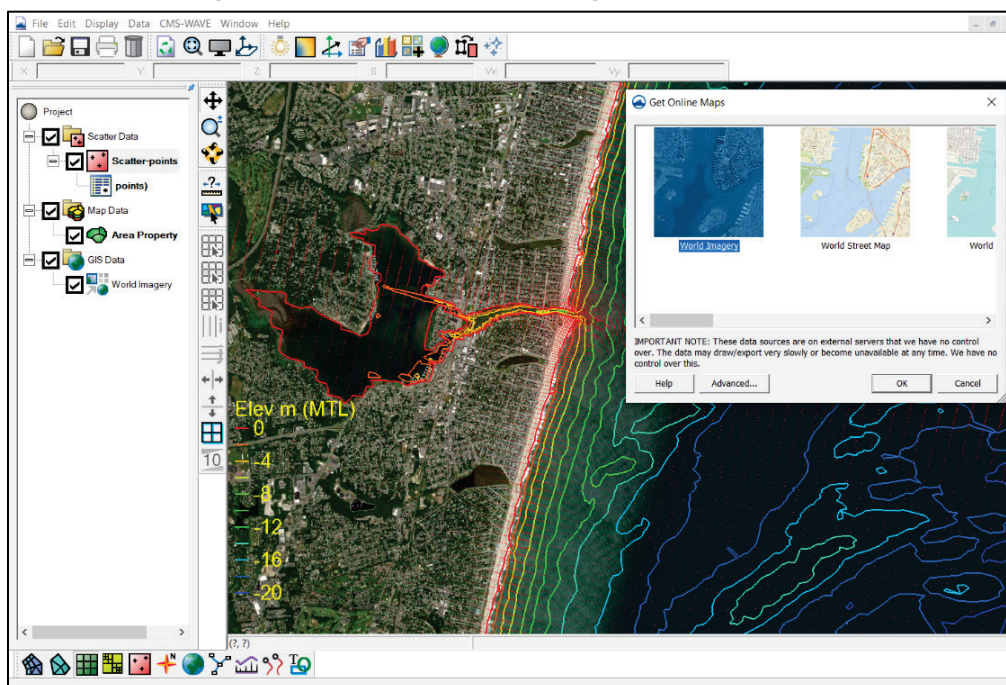 File Edit Display Data CMS-WAVE Window Help
X: Y: Z: S: Vx: Vy:
Project
Scatter Data
Scatter-points
points)
Map Data
Area Property
GIS Data
World Imagery
10
Elev m (MTL)
0
-4
-8
-12
-16
-20
(?, ?)
Get Online Maps
World Imagery
World Street Map
World
IMPORTANT NOTE: These data sources are on external servers that we have no control
over. The data may draw/export very slowly or become unavailable at any time. We have no
control over this.
Help Advanced... OK Cancel